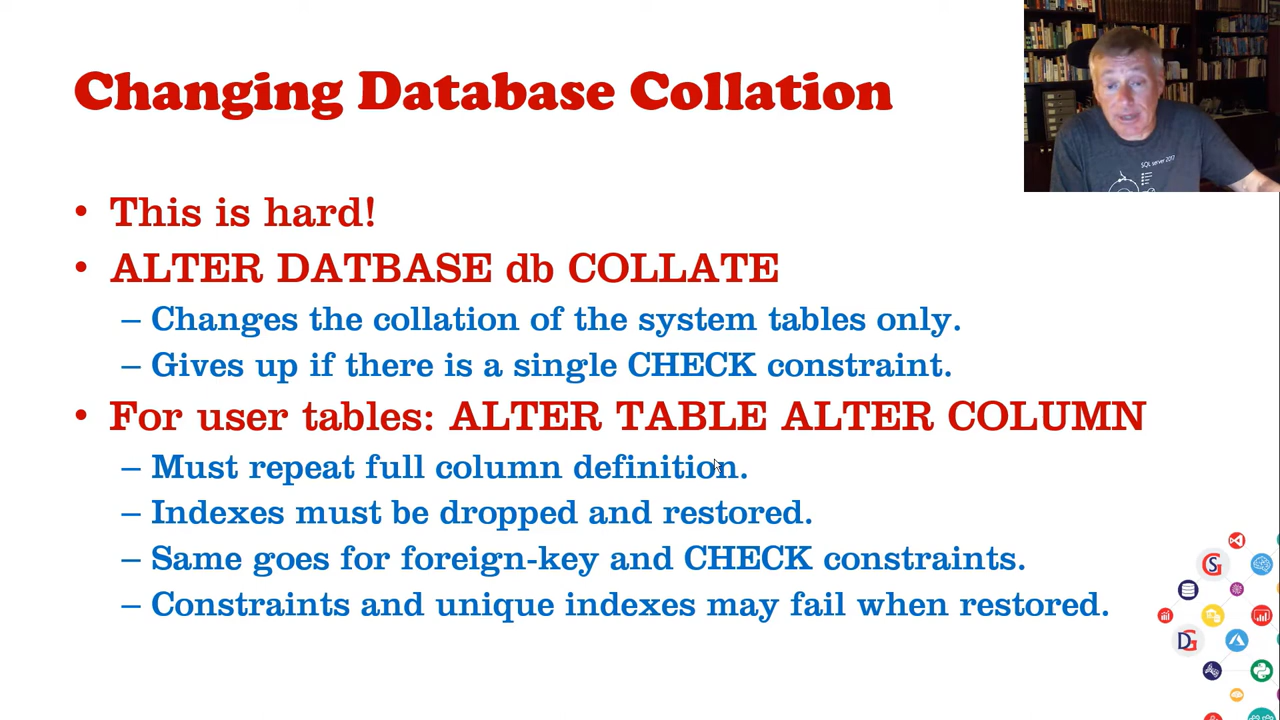 Changing Database Collation
SQL server 2017
• This is hard!
• ALTER DATBASE db COLLATE
– Changes the collation of the system tables only.
– Gives up if there is a single CHECK constraint.
• For user tables: ALTER TABLE ALTER COLUMN
– Must repeat full column definition.
– Indexes must be dropped and restored.
– Same goes for foreign-key and CHECK constraints.
– Constraints and unique indexes may fail when restored.